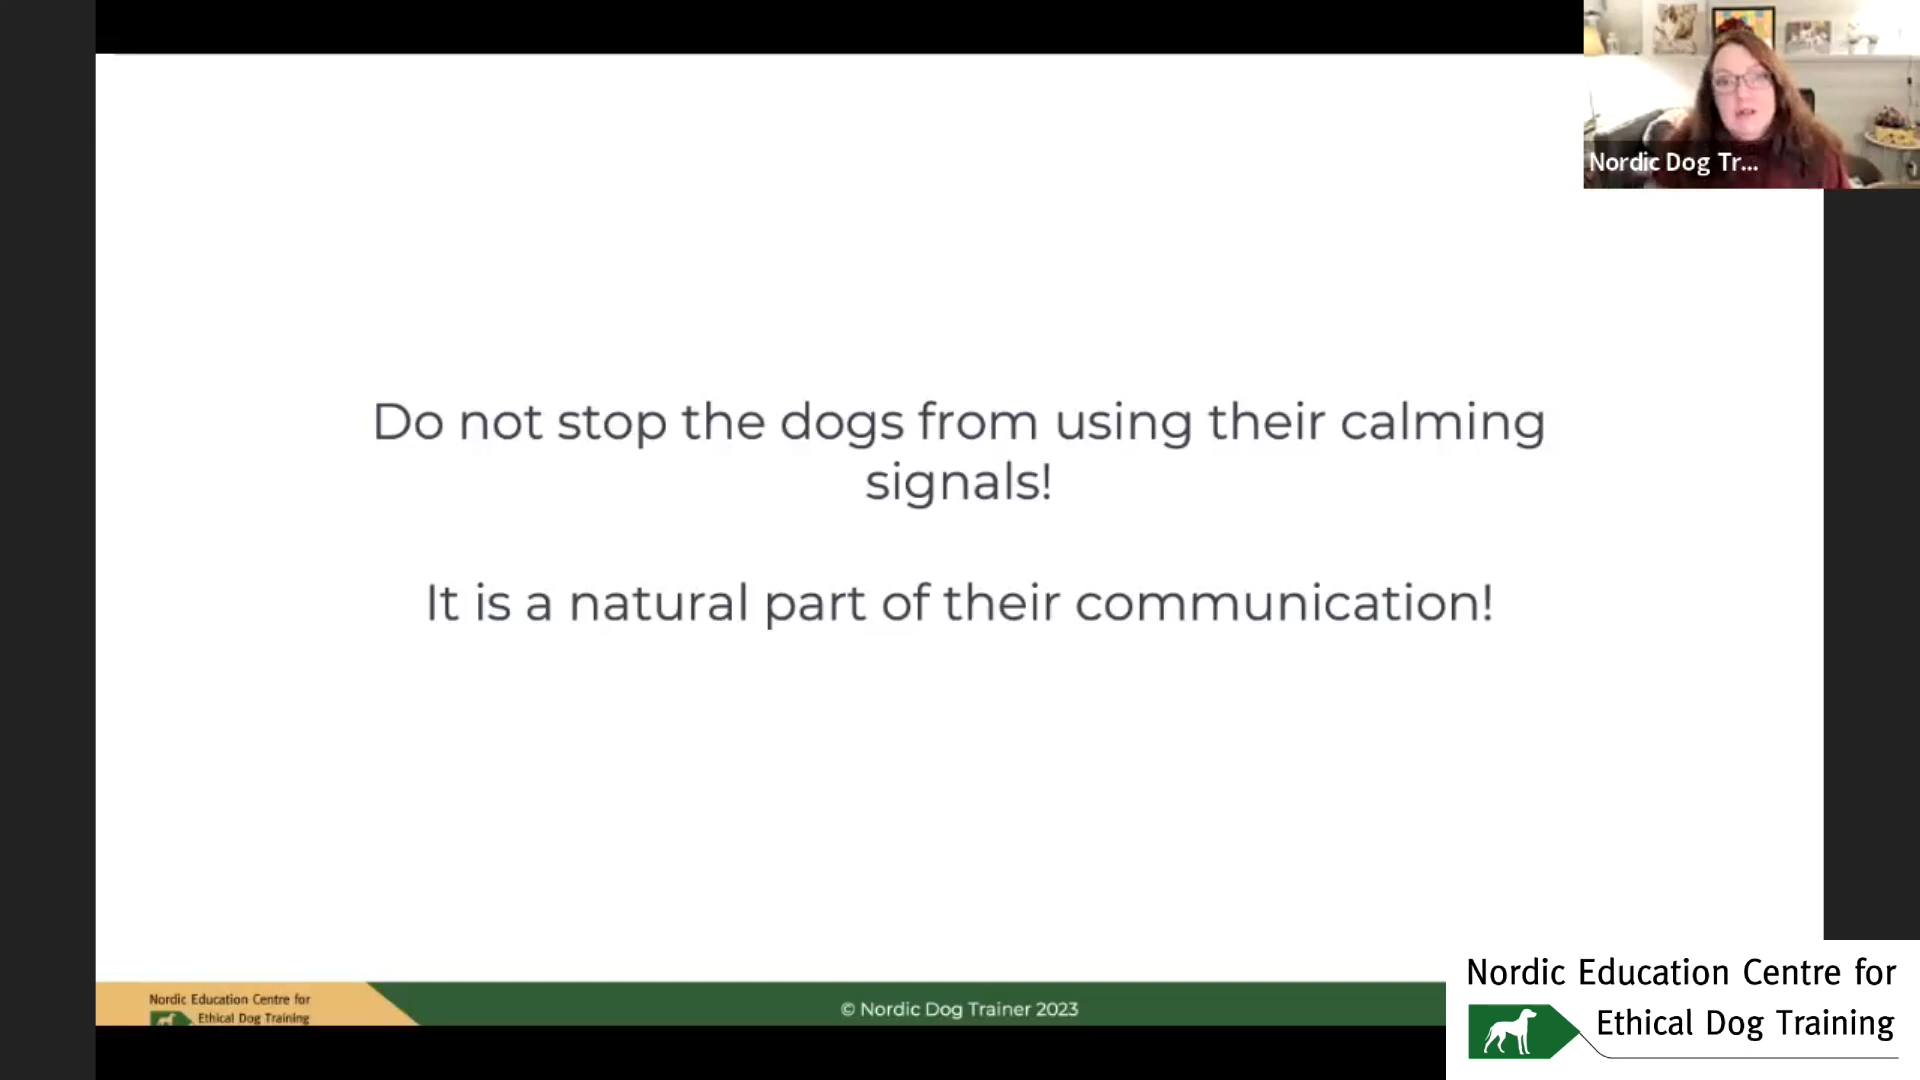 Nordic Dog Tr...
Do not stop the dogs from using their calming
signals!
It is a natural part of their communication!
Nordic Education Centre for
Ethical Dog Training
© Nordic Dog Trainer 2023
Nordic Education Centre for
Ethical Dog Training